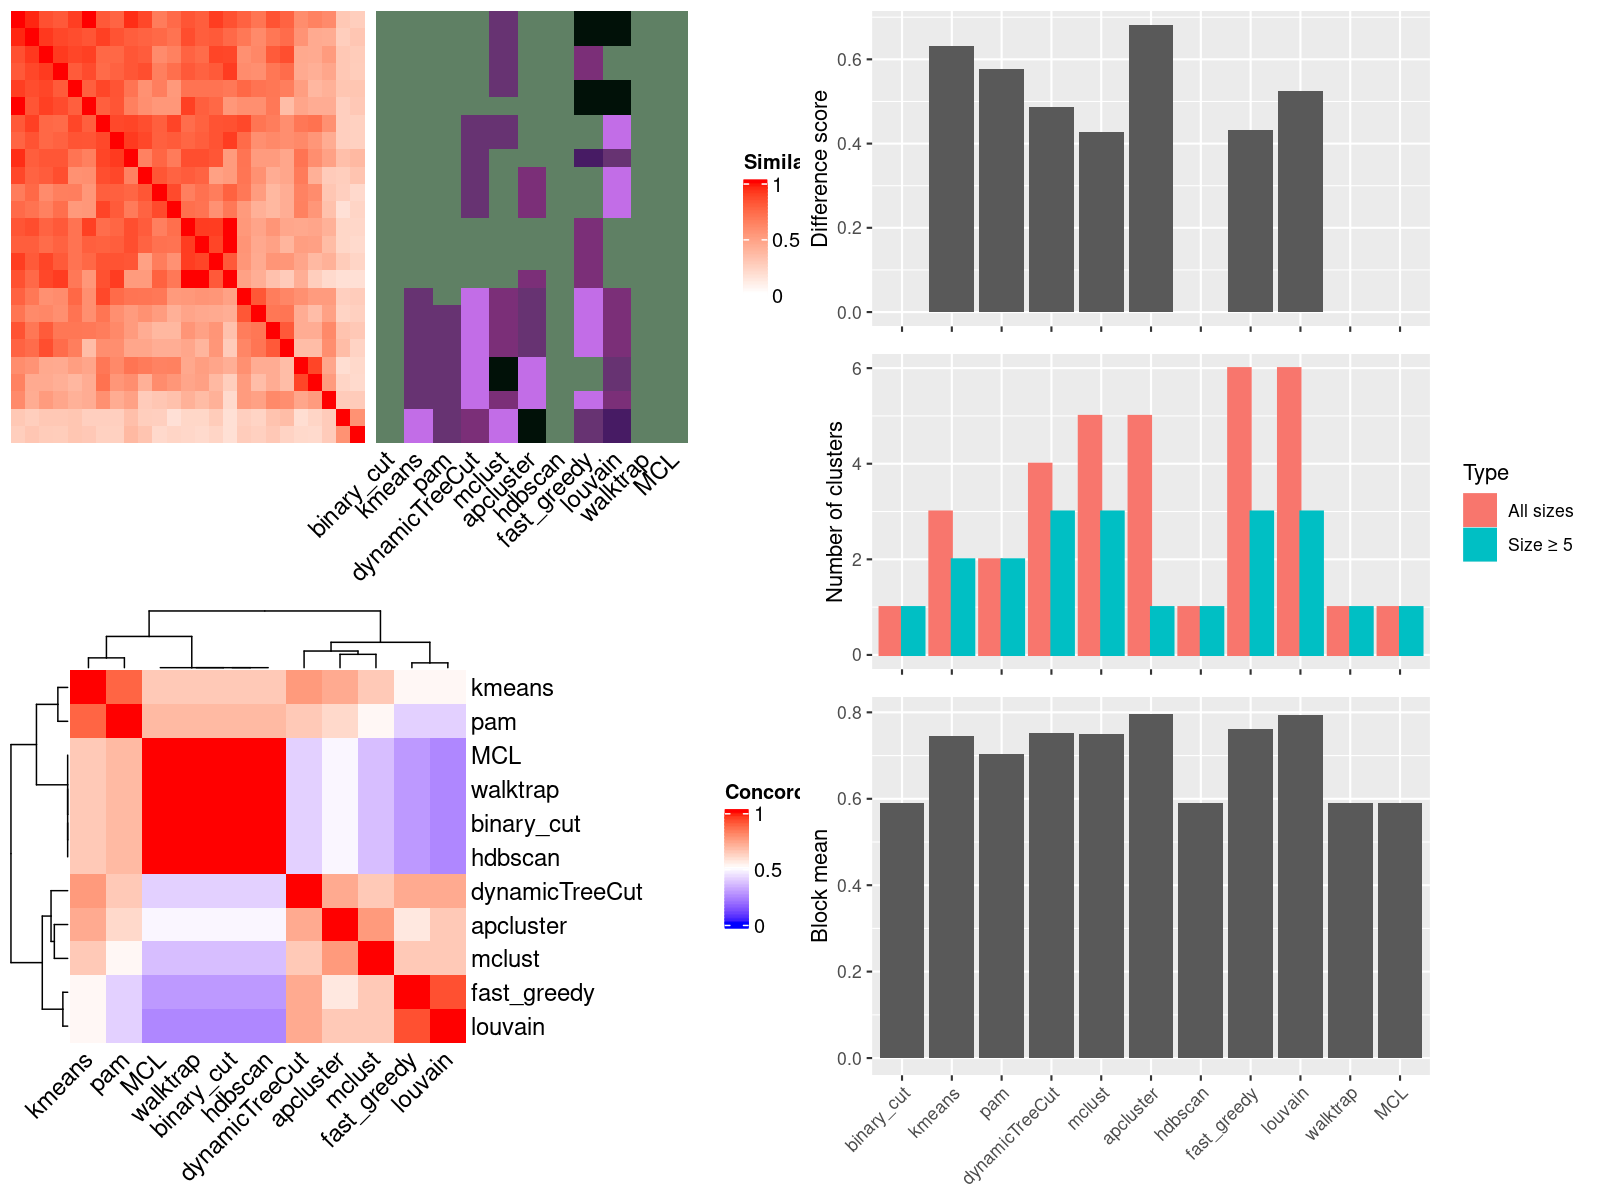 Simila
1
0.5
0
binary_cut
kmeans
pam
dynamicTreeCut
mclust
apcluster
hdbscan
fast_greedy
louvain
walktrap
MCL
kmeans
pam
MCL
walktrap
binary_cut
hdbscan
dynamicTreeCut
apcluster
mclust
fast_greedy
louvain
kmeans
pam
MCL
walktrap
binary_cut
hdbscan
dynamicTreeCut
apcluster
mclust
fast_greedy
louvain
Concord
1
0.5
0
Difference score
0.6
0.4
0.2
0.0
Number of clusters
6
4
2
0
Type
All sizes
Size ≥ 5
Block mean
0.8
0.6
0.4
0.2
0.0
binary_cut
kmeans
pam
dynamicTreeCut
mclust
apcluster
hdbscan
fast_greedy
louvain
walktrap
MCL